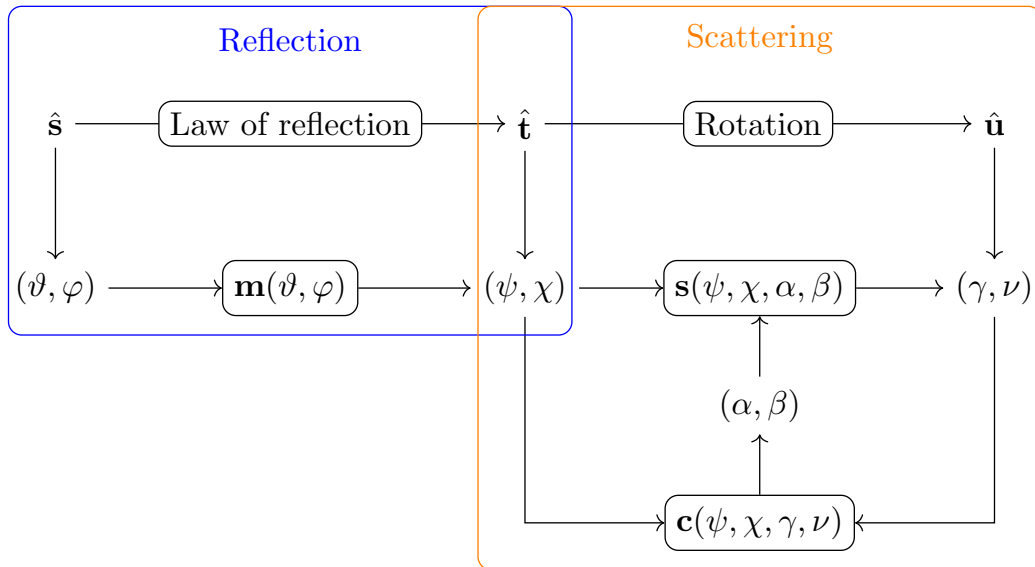 Reflection
Scattering
ŝ Law of reflection t̂ Rotation û
(ϑ, φ) m(ϑ, φ) (ψ, χ) s(ψ, χ, α, β) (γ, ν)
(α, β)
c(ψ, χ, γ, ν)